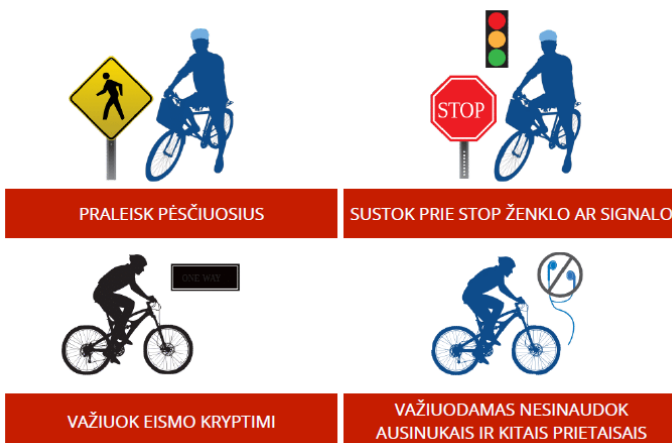 STOP
PRALEISK PĖSČIUOSIUS
SUSTOK PRIE STOP ŽENKLO AR SIGNALO
ONE WAY
VAŽIUOK EISMO KRYPTIMI
VAŽIUODAMAS NESINAUDOK
AUSINUKAIS IR KITAIS PRIETAISAIS